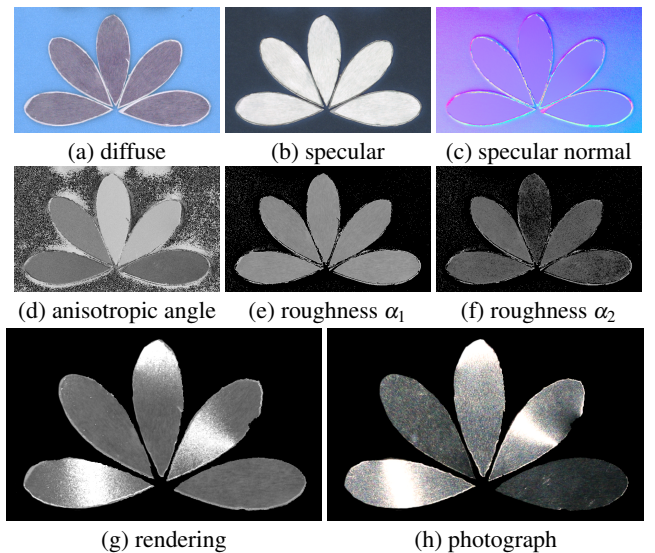 (a) diffuse (b) specular (c) specular normal
(d) anisotropic angle (e) roughness α₁ (f) roughness α₂
(g) rendering (h) photograph